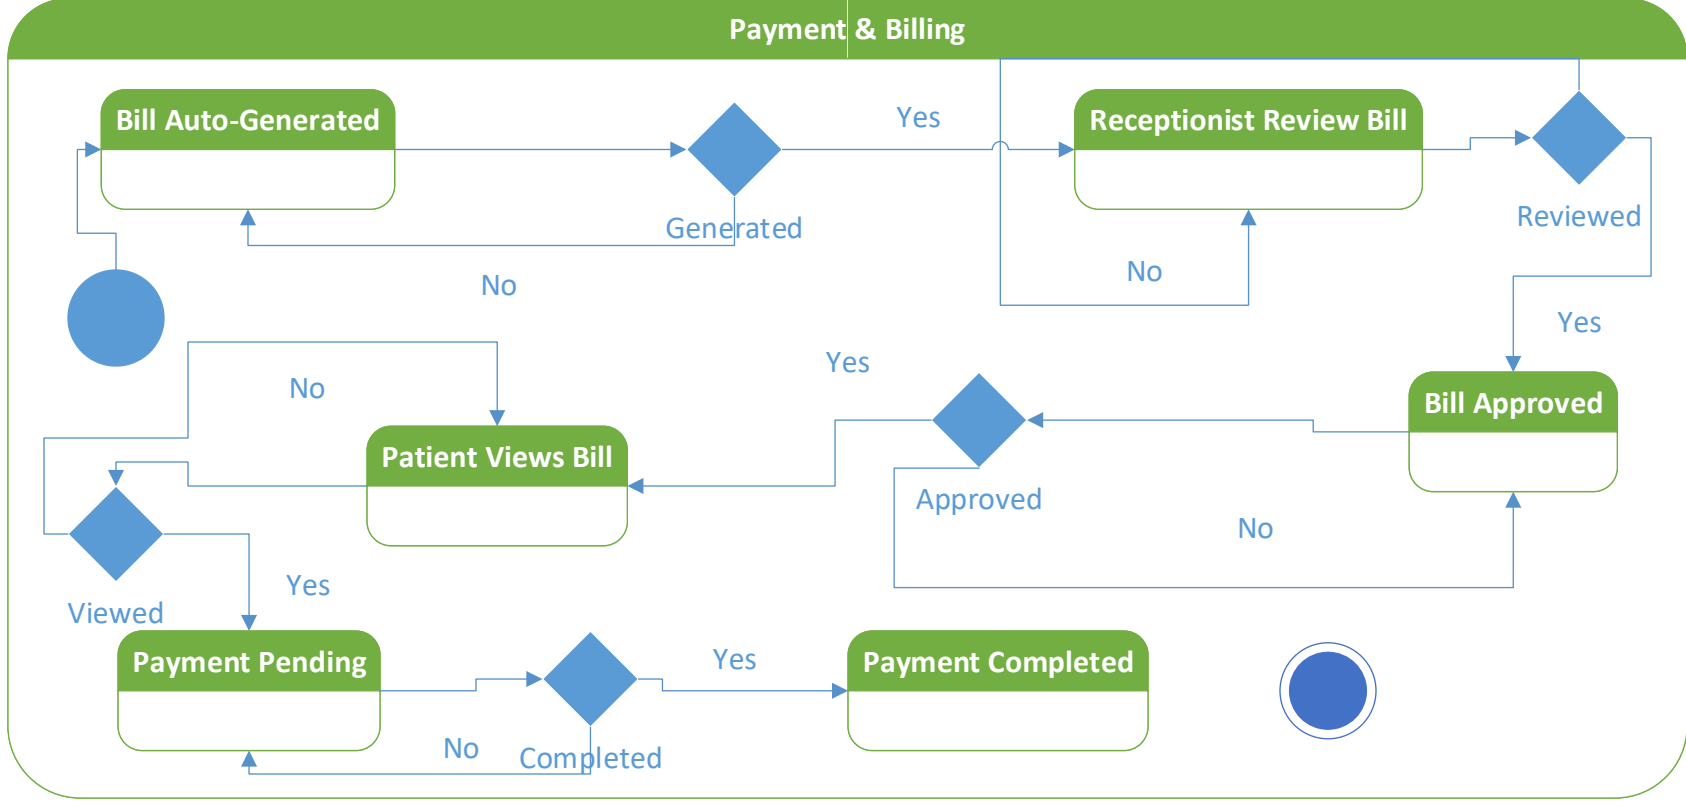 Payment & Billing
Bill Auto-Generated
Yes
Receptionist Review Bill
Generated
Reviewed
No
No
Yes
Yes
No
Bill Approved
Patient Views Bill
Approved
No
Yes
Viewed
Payment Pending
Yes
Payment Completed
No
Completed